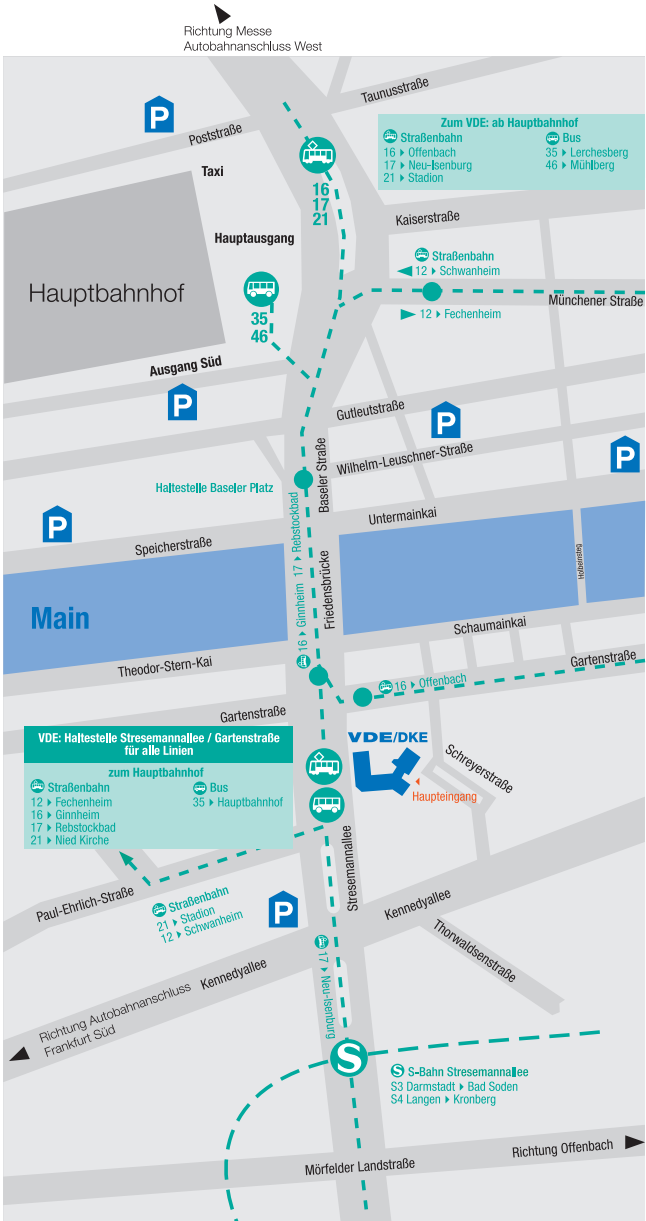 Richtung Messe
Autobahnanschluss West
Taunusstraße
P
Poststraße
Zum VDE: ab Hauptbahnhof
Straßenbahn
16 ▸ Offenbach
17 ▸ Neu-Isenburg
21 ▸ Stadion
Bus
35 ▸ Lerchesberg
46 ▸ Mühlberg
Taxi
16
17
21
Kaiserstraße
Hauptausgang
Straßenbahn
12 ▸ Schwanheim
Hauptbahnhof
Münchener Straße
12 ▸ Fechenheim
35
46
Ausgang Süd
P
Gutleutstraße
P
P
Baseler Straße
Wilhelm-Leuschner-Straße
Haltestelle Baseler Platz
P
Untermainkai
Speicherstraße
16 ▸ Ginnheim 17 ▸ Rebstockbad
Friedensbrücke
Holbeinsteg
Main
Schaumainkai
Theodor-Stern-Kai
Gartenstraße
16 ▸ Offenbach
Gartenstraße
VDE: Haltestelle Stresemannallee / Gartenstraße
für alle Linien
zum Hauptbahnhof
Straßenbahn
12 ▸ Fechenheim
16 ▸ Ginnheim
17 ▸ Rebstockbad
21 ▸ Nied Kirche
Bus
35 ▸ Hauptbahnhof
VDE/DKE
Schreyerstraße
Haupteingang
Stresemannallee
Paul-Ehrlich-Straße
Straßenbahn
21 ▸ Stadion
12 ▸ Schwanheim
P
Kennedyallee
Thorwaldsenstraße
17 ▸ Neu-Isenburg
Kennedyallee
Richtung Autobahnanschluss
Frankfurt Süd
S
S S-Bahn Stresemannallee
S3 Darmstadt ▸ Bad Soden
S4 Langen ▸ Kronberg
Richtung Offenbach
Mörfelder Landstraße